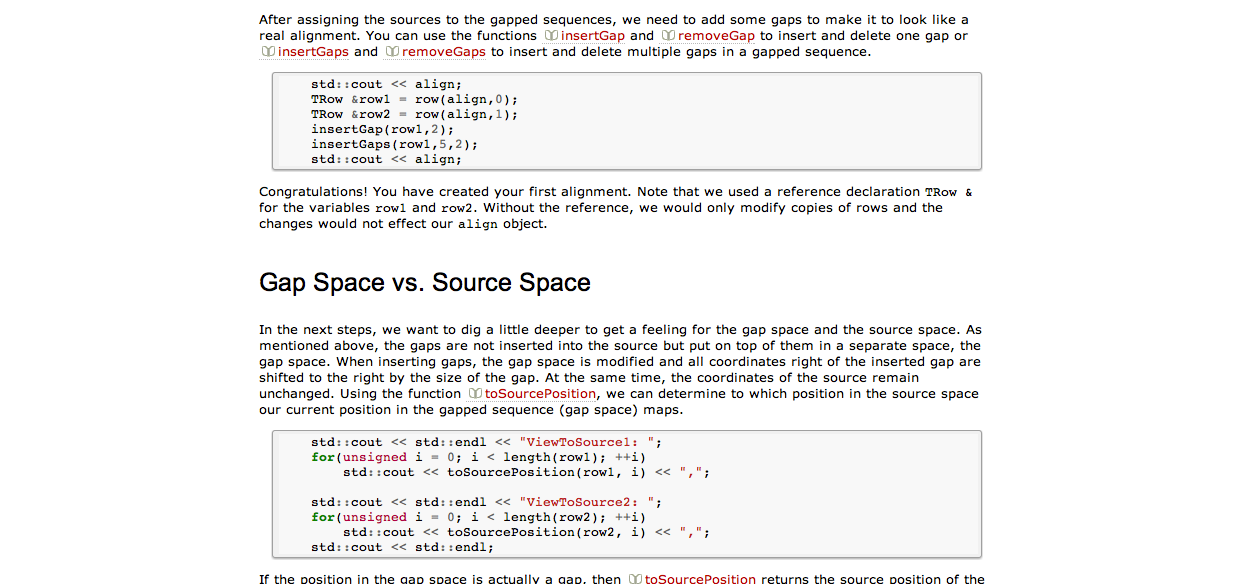 After assigning the sources to the gapped sequences, we need to add some gaps to make it to look like a
real alignment. You can use the functions insertGap and removeGap to insert and delete one gap or
insertGaps and removeGaps to insert and delete multiple gaps in a gapped sequence.
std::cout << align;
TRow &row1 = row(align,0);
TRow &row2 = row(align,1);
insertGap(row1,2);
insertGaps(row1,5,2);
std::cout << align;
Congratulations! You have created your first alignment. Note that we used a reference declaration TRow &
for the variables row1 and row2. Without the reference, we would only modify copies of rows and the
changes would not effect our align object.
Gap Space vs. Source Space
In the next steps, we want to dig a little deeper to get a feeling for the gap space and the source space. As
mentioned above, the gaps are not inserted into the source but put on top of them in a separate space, the
gap space. When inserting gaps, the gap space is modified and all coordinates right of the inserted gap are
shifted to the right by the size of the gap. At the same time, the coordinates of the source remain
unchanged. Using the function toSourcePosition, we can determine to which position in the source space
our current position in the gapped sequence (gap space) maps.
std::cout << std::endl << "ViewToSource1: ";
for(unsigned i = 0; i < length(row1); ++i)
std::cout << toSourcePosition(row1, i) << ",";
std::cout << std::endl << "ViewToSource2: ";
for(unsigned i = 0; i < length(row2); ++i)
std::cout << toSourcePosition(row2, i) << ",";
std::cout << std::endl;
If the position in the gap space is actually a gap, then toSourcePosition returns the source position of the